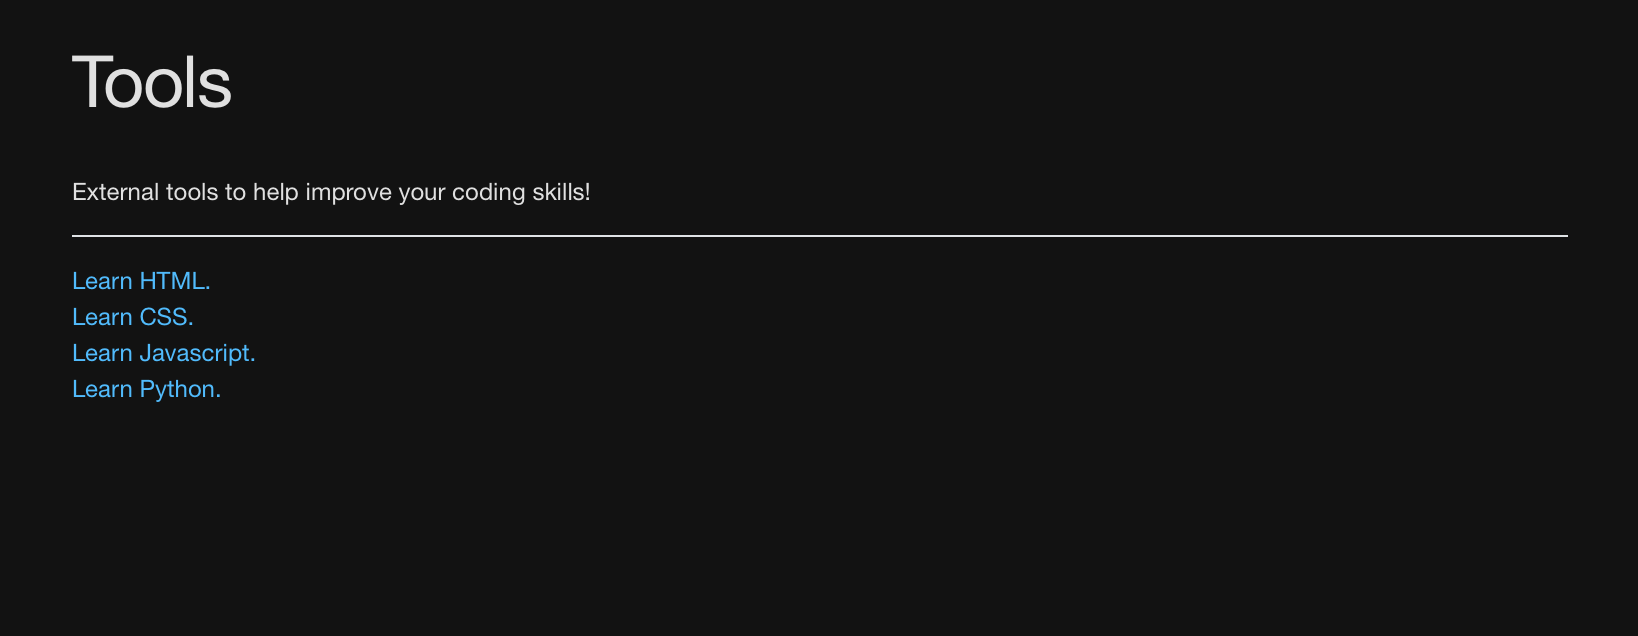 Tools
External tools to help improve your coding skills!
Learn HTML.
Learn CSS.
Learn Javascript.
Learn Python.